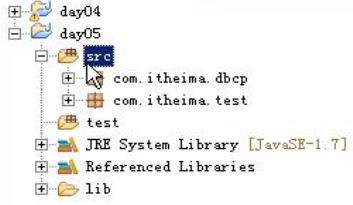 day04
day05
src
com.itheima.dbcp
com.itheima.test
test
JRE System Library [JavaSE-1.7]
Referenced Libraries
lib